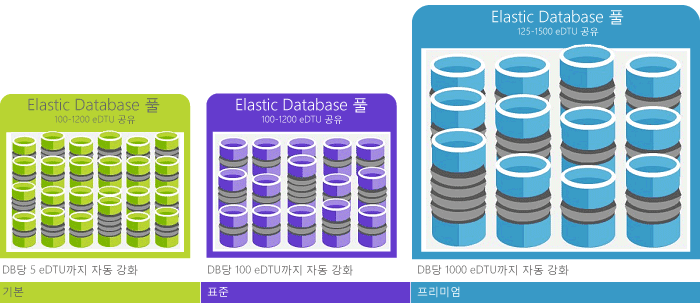 Elastic Database 풀
125-1500 eDTU 공유
Elastic Database 풀
100-1200 eDTU 공유
Elastic Database 풀
100-1200 eDTU 공유
DB당 5 eDTU까지 자동 강화
DB당 100 eDTU까지 자동 강화
DB당 1000 eDTU까지 자동 강화
기본
표준
프리미엄